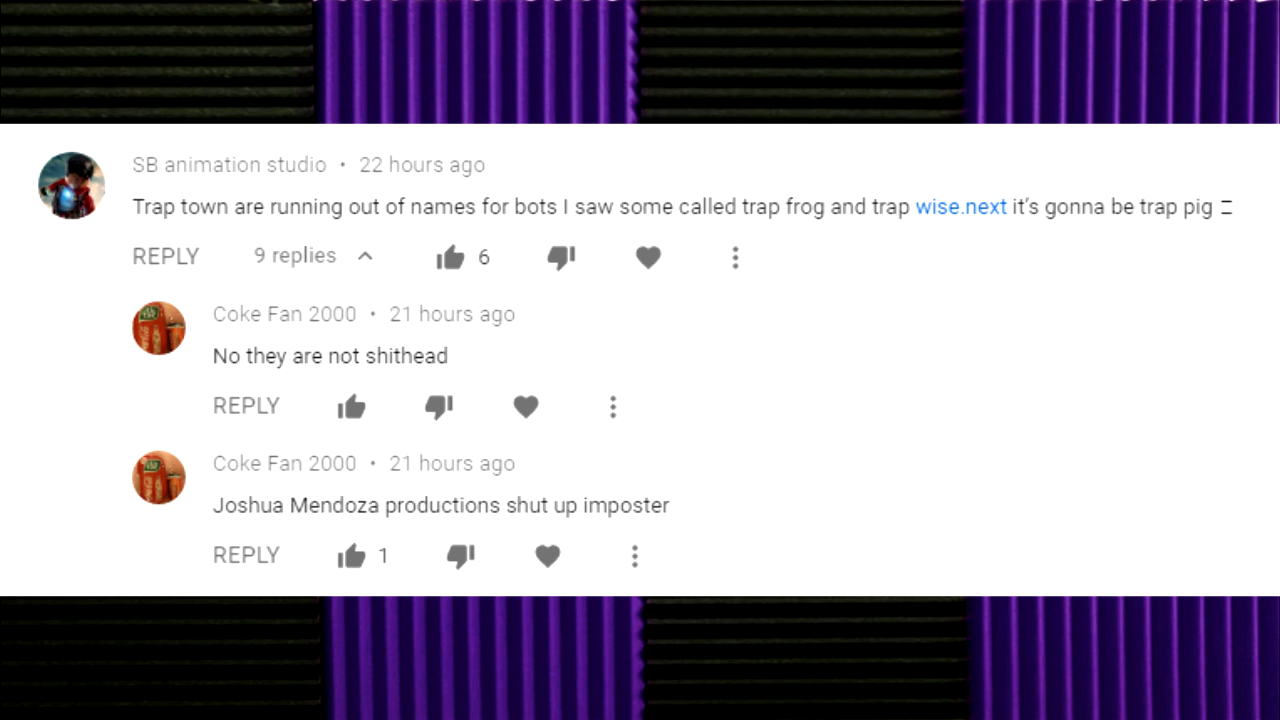 SB animation studio • 22 hours ago
Trap town are running out of names for bots I saw some called trap frog and trap wise.next it's gonna be trap pig
REPLY 9 replies 6
Coke Fan 2000 • 21 hours ago
No they are not shithead
REPLY
Coke Fan 2000 • 21 hours ago
Joshua Mendoza productions shut up imposter
REPLY 1